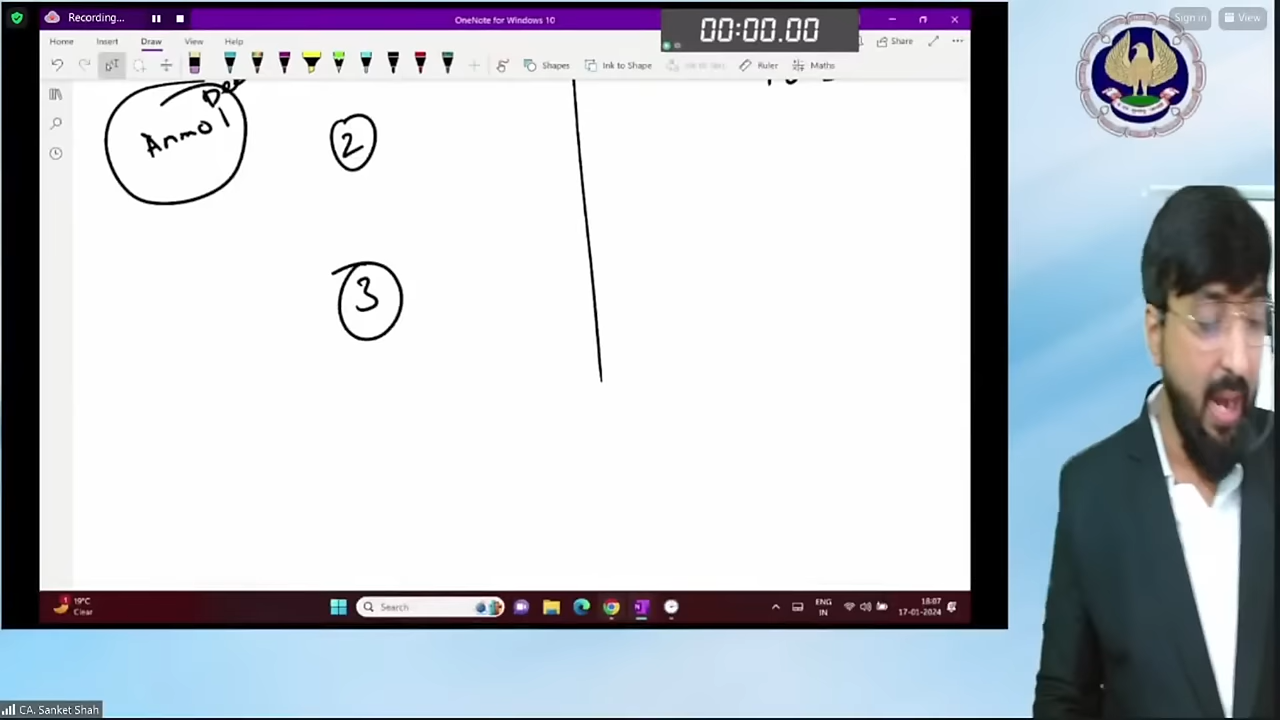 Recording...
OneNote for Windows 10
00:00.00
Sign in
View
Home Insert Draw View Help
Share
Shapes
Ink to Shape
Ruler
Maths
Anmol
2
3
19°C
Clear
Search
ENG
IN
18:07
17-01-2024
CA. Sanket Shah